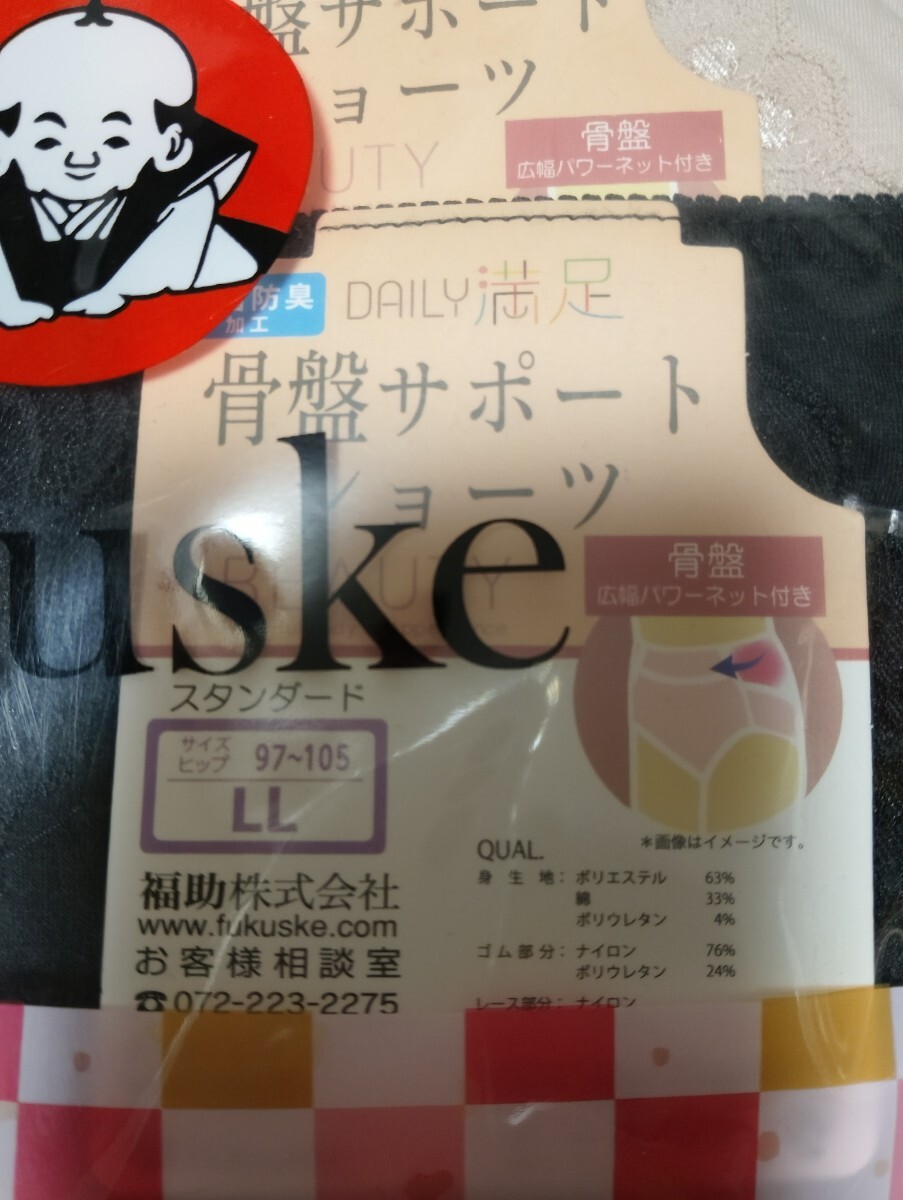 盤サポート
ョーツ
UTY
骨盤
広幅パワーネット付き
防臭
加工
DAILY満足
骨盤サポート
ショーツ
BEAUTY
骨盤
広幅パワーネット付き
uske
スタンダード
サイズ
ヒップ 97~105
LL
*画像はイメージです。
福助株式会社
www.fukuske.com
お客様相談室
☎072-223-2275
QUAL.
身生地：ポリエステル 63%
綿 33%
ポリウレタン 4%
ゴム部分：ナイロン 76%
ポリウレタン 24%
レース部分：ナイロン